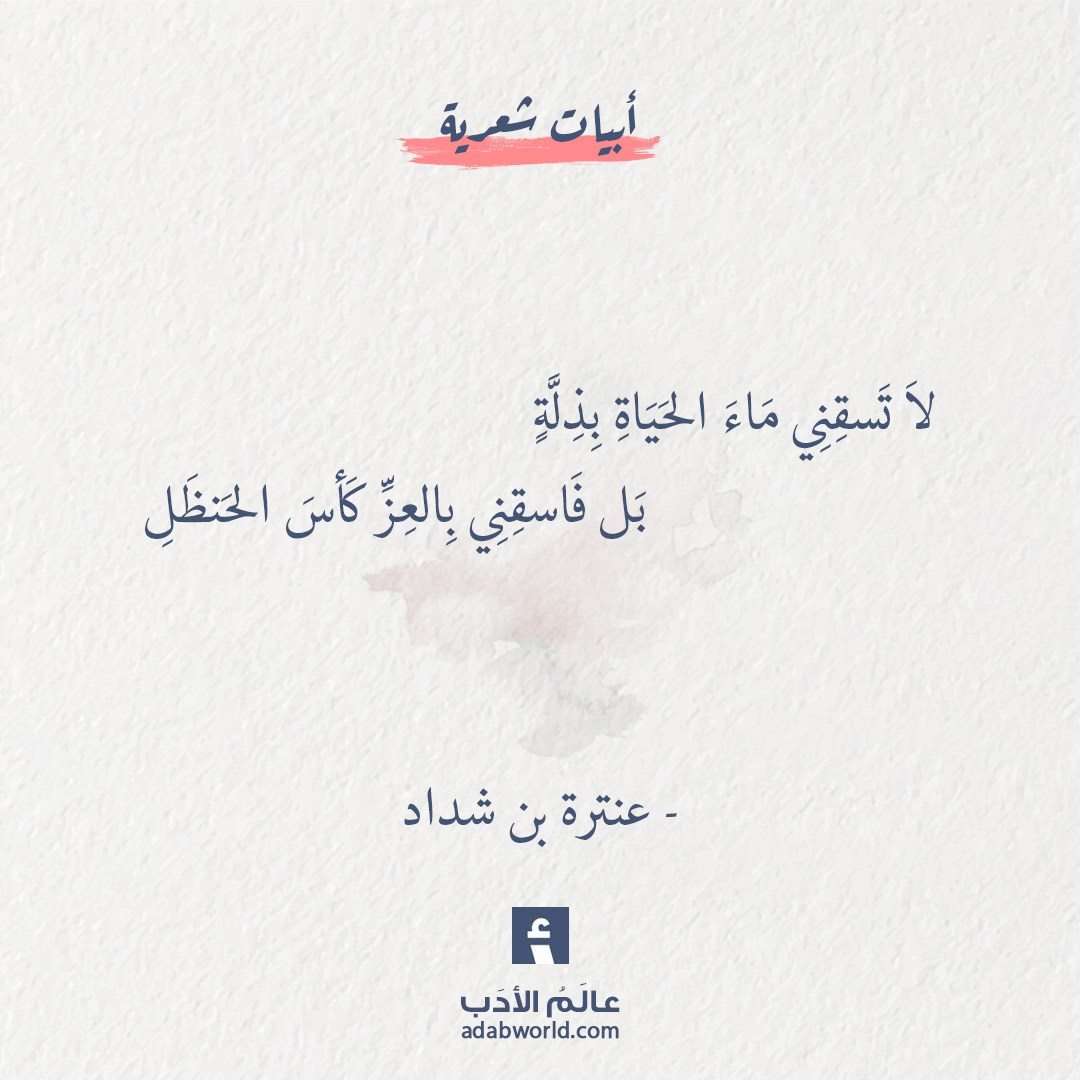 أبيات شعرية
لاَ تَسقِنِي مَاءَ الحَيَاةِ بِذِلَّةٍ
بَل فَاسقِنِي بِالعِزِّ كَأسَ الحَنظَلِ
- عنترة بن شداد
أ
عالَمُ الأدَب
adabworld.com